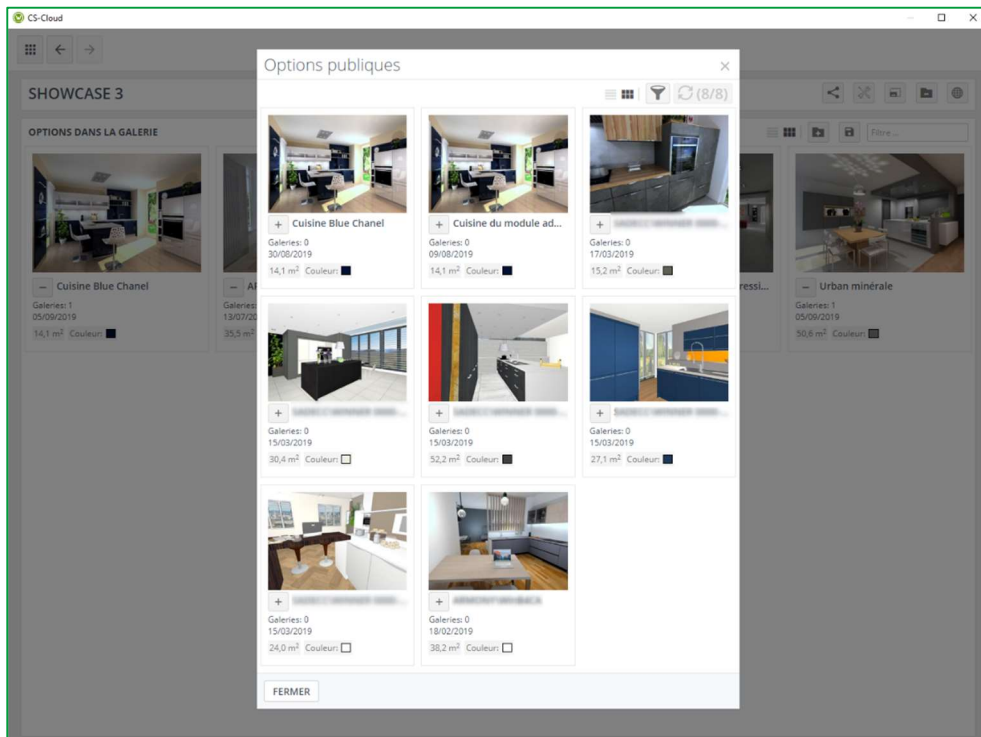 CS-Cloud
Options publiques
(8/8)
SHOWCASE 3
OPTIONS DANS LA GALERIE
Filtre ...
Cuisine Blue Chanel
Galeries: 0
30/08/2019
14,1 m² Couleur:
Cuisine du module ad...
Galeries: 0
09/08/2019
14,1 m² Couleur:
Galeries: 0
17/03/2019
15,2 m² Couleur:
Cuisine Blue Chanel
Galeries: 1
05/09/2019
14,1 m² Couleur:
Galeries:
13/07/20
35,5 m²
ressi...
Urban minérale
Galeries: 1
05/09/2019
50,6 m² Couleur:
Galeries: 0
15/03/2019
30,4 m² Couleur:
Galeries: 0
15/03/2019
52,2 m² Couleur:
Galeries: 0
15/03/2019
27,1 m² Couleur:
Galeries: 0
15/03/2019
24,0 m² Couleur:
Galeries: 0
18/02/2019
38,2 m² Couleur:
FERMER